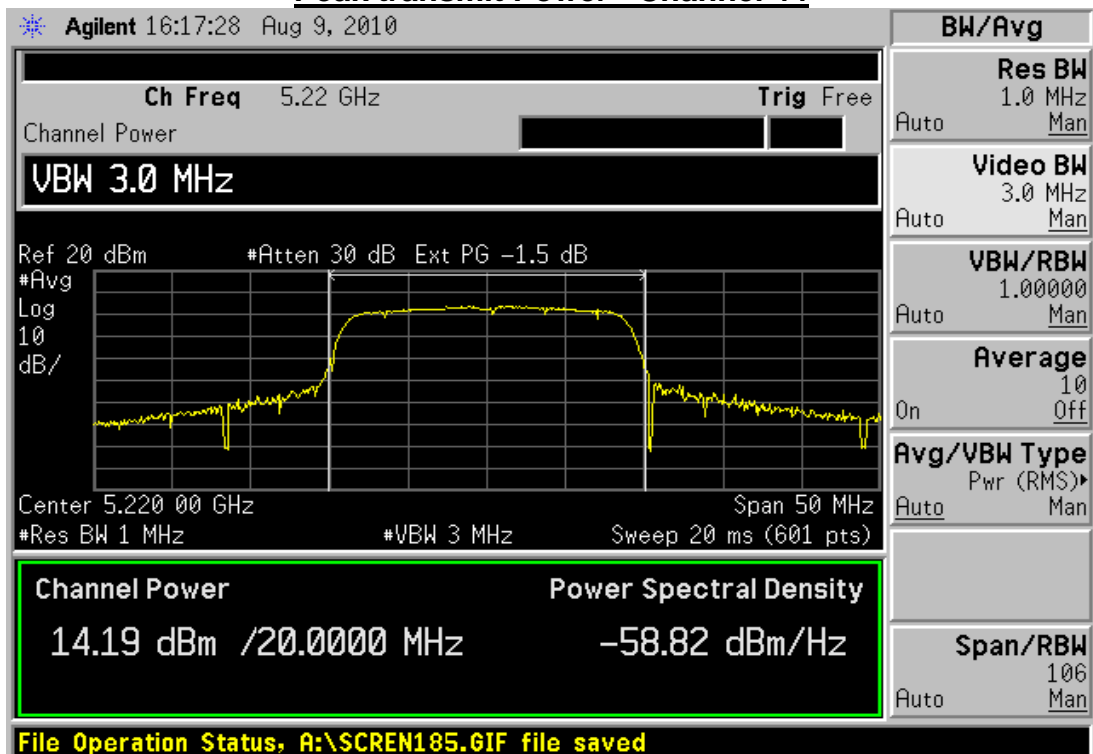 Agilent 16:17:28 Aug 9, 2010
BW/Avg
Ch Freq 5.22 GHz
Trig Free
Channel Power
VBW 3.0 MHz
Ref 20 dBm #Atten 30 dB Ext PG -1.5 dB
#Avg
Log
10
dB/
Center 5.220 00 GHz
Span 50 MHz
#Res BW 1 MHz
#VBW 3 MHz
Sweep 20 ms (601 pts)
Channel Power
Power Spectral Density
14.19 dBm /20.0000 MHz
-58.82 dBm/Hz
Res BW
1.0 MHz
Auto Man
Video BW
3.0 MHz
Auto Man
VBW/RBW
1.00000
Auto Man
Average
10
On Off
Avg/VBW Type
Pwr (RMS)▸
Auto Man
Span/RBW
106
Auto Man
File Operation Status, A:\SCREN185.GIF file saved